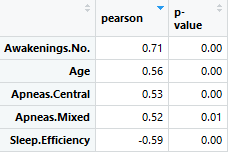 pearson p-value
Awakenings.No. 0.71 0.00
Age 0.56 0.00
Apneas.Central 0.53 0.00
Apneas.Mixed 0.52 0.01
Sleep.Efficiency -0.59 0.00